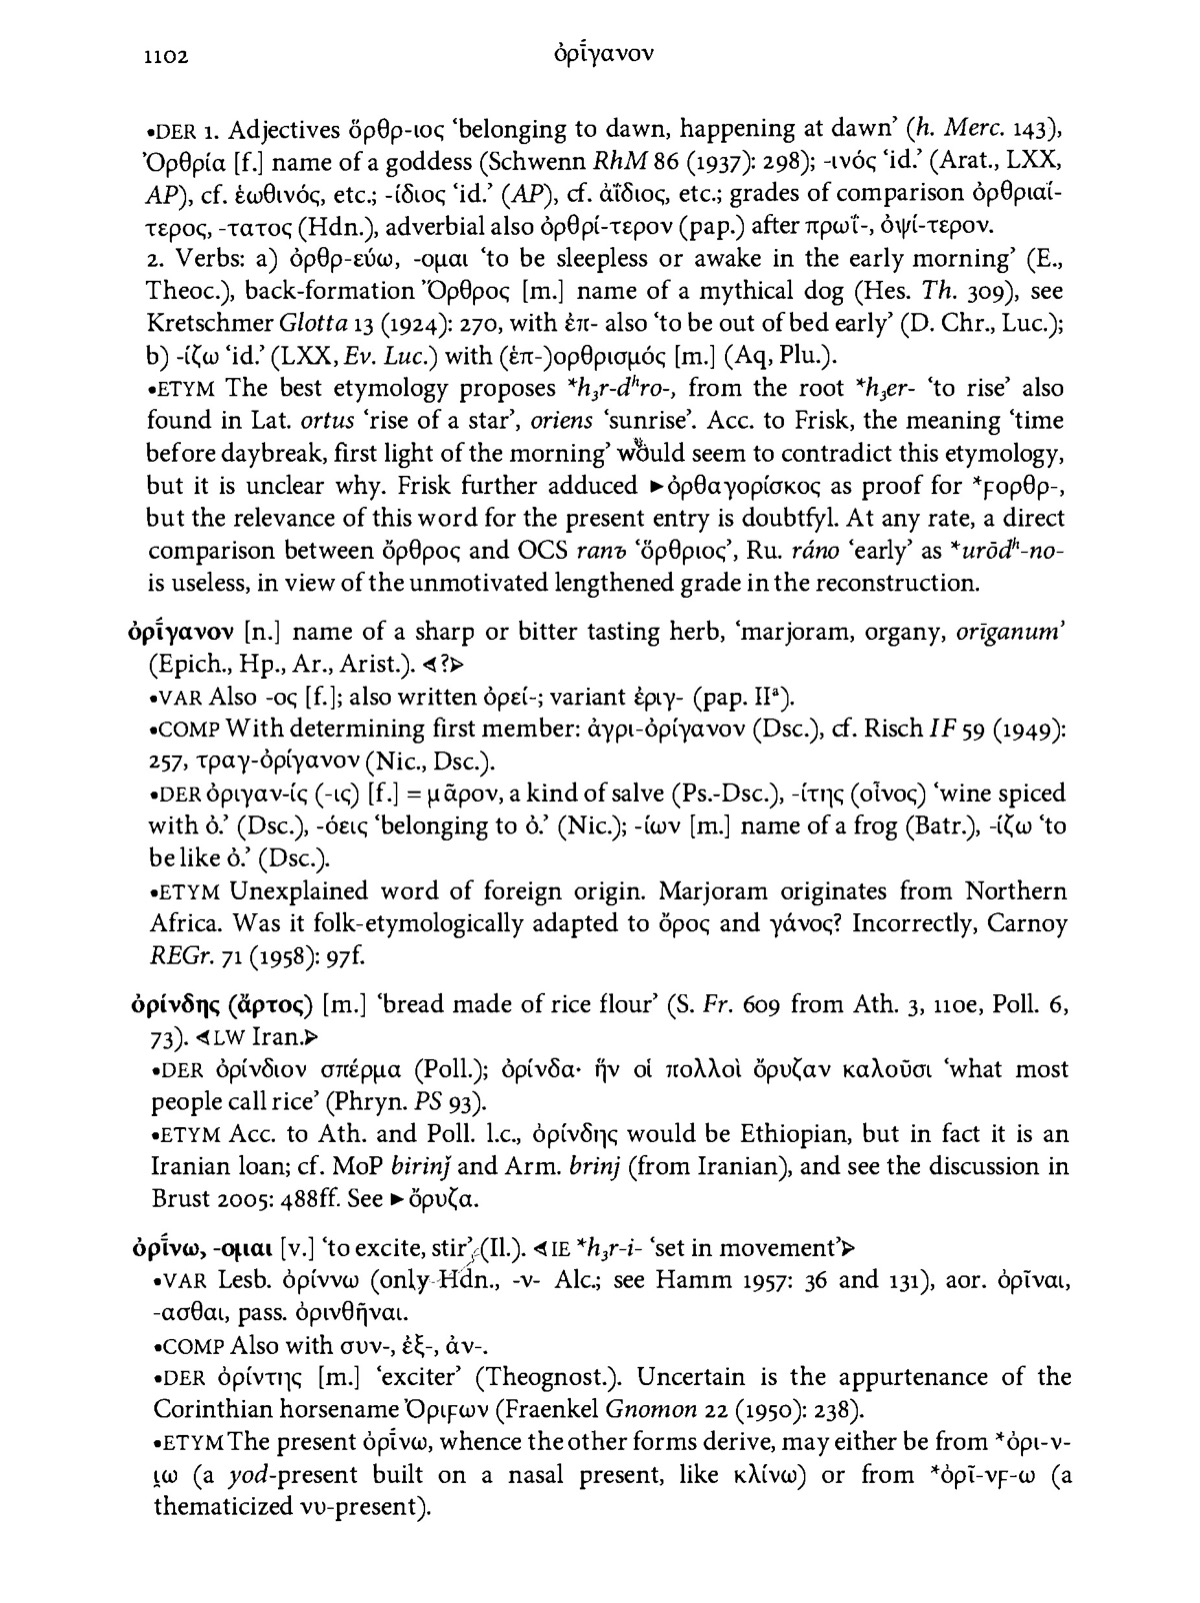 1102
ὀρῑ́γανον
•DER 1. Adjectives ὄρθρ-ιος ‘belonging to dawn, happening at dawn’ (h. Merc. 143),
Ὀρθρία [f.] name of a goddess (Schwenn RhM 86 (1937): 298); -ινός ‘id.’ (Arat., LXX,
AP), cf. ἑωθινός, etc.; -ίδιος ‘id.’ (AP), cf. ἀΐδιος, etc.; grades of comparison ὀρθριαί-
τερος, -τατος (Hdn.), adverbial also ὀρθρί-τερον (pap.) after πρωΐ-, ὀψί-τερον.
2. Verbs: a) ὀρθρ-εύω, -ομαι ‘to be sleepless or awake in the early morning’ (E.,
Theoc.), back-formation Ὄρθρος [m.] name of a mythical dog (Hes. Th. 309), see
Kretschmer Glotta 13 (1924): 270, with ἐπ- also ‘to be out of bed early’ (D. Chr., Luc.);
b) -ίζω ‘id.’ (LXX, Ev. Luc.) with (ἐπ-)ορθρισμός [m.] (Aq, Plu.).
•ETYM The best etymology proposes *h₃r-dʰro-, from the root *h₃er- ‘to rise’ also
found in Lat. ortus ‘rise of a star’, oriens ‘sunrise’. Acc. to Frisk, the meaning ‘time
before daybreak, first light of the morning’ would seem to contradict this etymology,
but it is unclear why. Frisk further adduced ►ὀρθαγορίσκος as proof for *ϝορθρ-,
but the relevance of this word for the present entry is doubtfyl. At any rate, a direct
comparison between ὄρθρος and OCS ranъ ‘ὄρθριος’, Ru. ráno ‘early’ as *urōdʰ-no-
is useless, in view of the unmotivated lengthened grade in the reconstruction.
ὀρῑ́γανον [n.] name of a sharp or bitter tasting herb, ‘marjoram, organy, orīganum’
(Epich., Hp., Ar., Arist.). ⊲?⊳
•VAR Also -ος [f.]; also written ὀρεί-; variant ἐριγ- (pap. IIᵃ).
•COMP With determining first member: ἀγρι-ορίγανον (Dsc.), cf. Risch IF 59 (1949):
257, τραγ-ορίγανον (Nic., Dsc.).
•DER ὀριγαν-ίς (-ις) [f.] = μᾶρον, a kind of salve (Ps.-Dsc.), -ίτης (οἶνος) ‘wine spiced
with ὀ.’ (Dsc.), -όεις ‘belonging to ὀ.’ (Nic.); -ίων [m.] name of a frog (Batr.), -ίζω ‘to
be like ὀ.’ (Dsc.).
•ETYM Unexplained word of foreign origin. Marjoram originates from Northern
Africa. Was it folk-etymologically adapted to ὄρος and γάνος? Incorrectly, Carnoy
REGr. 71 (1958): 97f.
ὀρίνδης (ἄρτος) [m.] ‘bread made of rice flour’ (S. Fr. 609 from Ath. 3, 110e, Poll. 6,
73). ⊲LW Iran.⊳
•DER ὀρίνδιον σπέρμα (Poll.); ὀρίνδα· ἥν οἱ πολλοὶ ὄρυζαν καλοῦσι ‘what most
people call rice’ (Phryn. PS 93).
•ETYM Acc. to Ath. and Poll. l.c., ὀρίνδης would be Ethiopian, but in fact it is an
Iranian loan; cf. MoP birinǰ and Arm. brinj (from Iranian), and see the discussion in
Brust 2005: 488ff. See ►ὄρυζα.
ὀρῑ́νω, -ομαι [v.] ‘to excite, stir’ (Il.). ⊲IE *h₃r-i- ‘set in movement’⊳
•VAR Lesb. ὀρίννω (only Hdn., -ν- Alc.; see Hamm 1957: 36 and 131), aor. ὀρῖναι,
-ασθαι, pass. ὀρινθῆναι.
•COMP Also with συν-, ἐξ-, ἀν-.
•DER ὀρίντης [m.] ‘exciter’ (Theognost.). Uncertain is the appurtenance of the
Corinthian horsename Ὀριϝων (Fraenkel Gnomon 22 (1950): 238).
•ETYM The present ὀρῑ́νω, whence the other forms derive, may either be from *ὀρι-ν-
ι̯ω (a yod-present built on a nasal present, like κλίνω) or from *ὀρῑ-νϝ-ω (a
thematicized νυ-present).